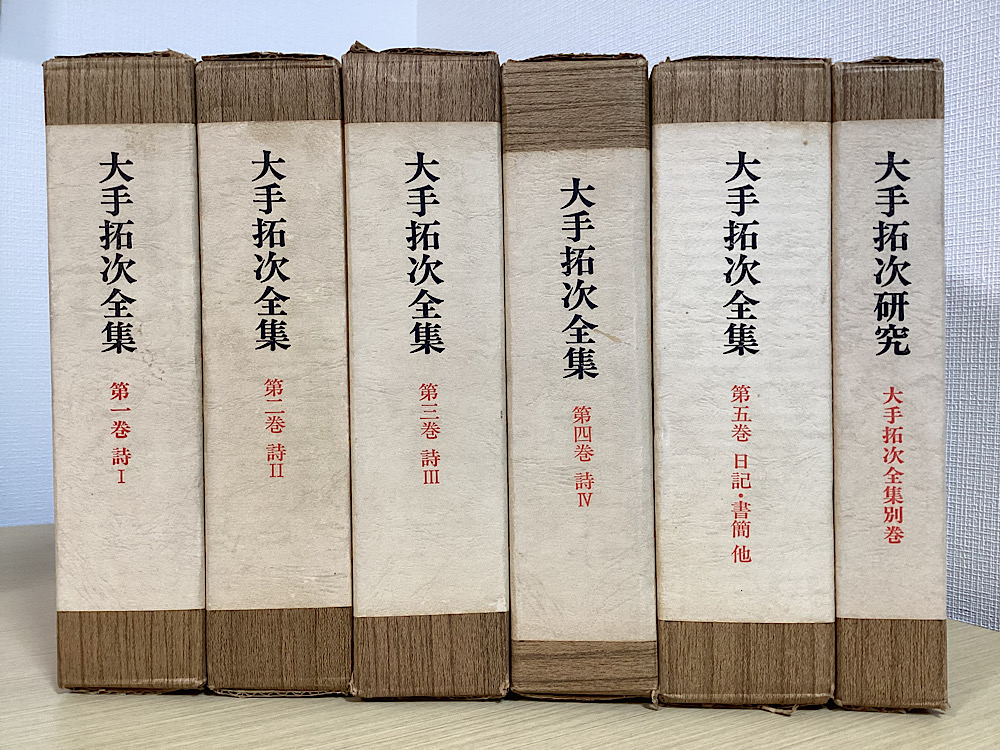 大手拓次全集
第一巻 詩I
大手拓次全集
第二巻 詩II
大手拓次全集
第三巻 詩III
大手拓次全集
第四巻 詩IV
大手拓次全集
第五巻 日記・書簡 他
大手拓次研究
大手拓次全集別巻